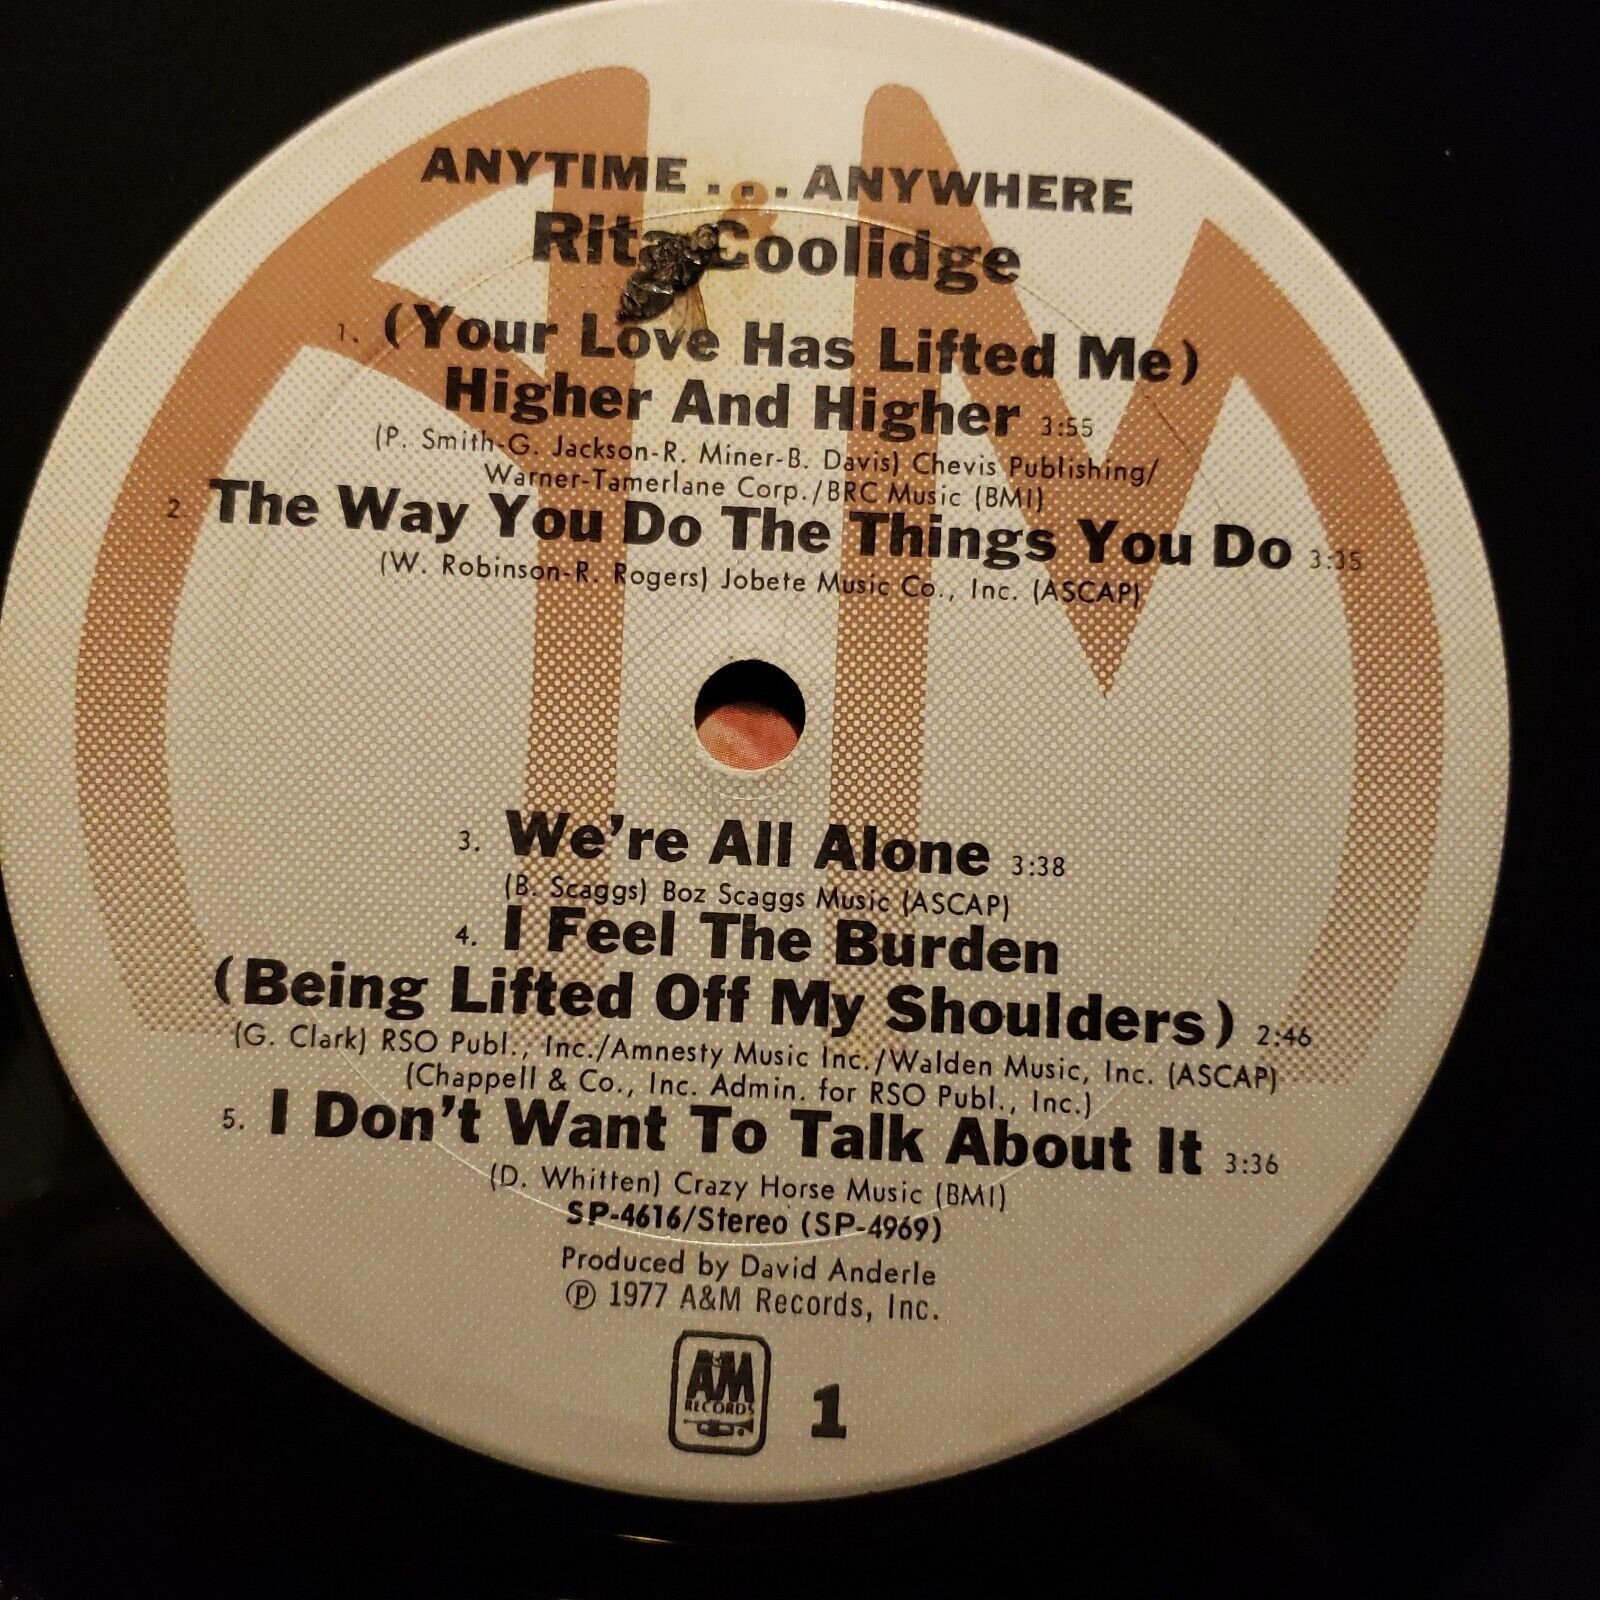 ANYTIME . . . ANYWHERE
Rita Coolidge
1. (Your Love Has Lifted Me)
Higher And Higher 3:55
(P. Smith-G. Jackson-R. Miner-B. Davis) Chevis Publishing/
Warner-Tamerlane Corp./BRC Music (BMI)
2. The Way You Do The Things You Do 3:35
(W. Robinson-R. Rogers) Jobete Music Co., Inc. (ASCAP)
3. We're All Alone 3:38
(B. Scaggs) Boz Scaggs Music (ASCAP)
4. I Feel The Burden
(Being Lifted Off My Shoulders) 2:46
(G. Clark) RSO Publ., Inc./Amnesty Music Inc./Walden Music, Inc. (ASCAP)
(Chappell & Co., Inc. Admin. for RSO Publ., Inc.)
5. I Don't Want To Talk About It 3:36
(D. Whitten) Crazy Horse Music (BMI)
SP-4616/Stereo (SP-4969)
Produced by David Anderle
℗ 1977 A&M Records, Inc.
A&M
RECORDS
1